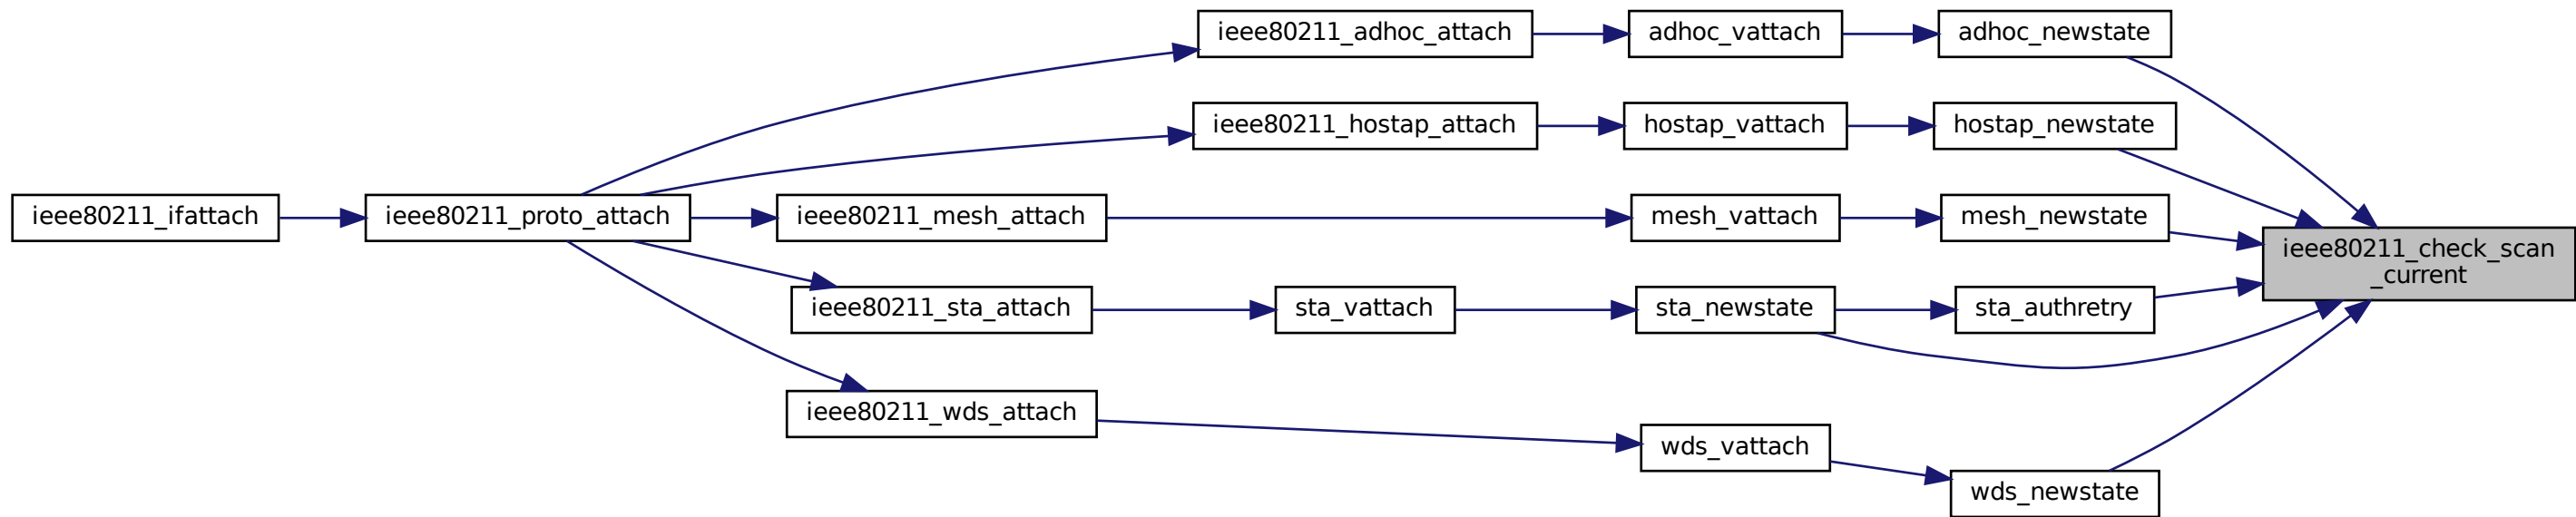 ieee80211_adhoc_attach
adhoc_vattach
adhoc_newstate
ieee80211_hostap_attach
hostap_vattach
hostap_newstate
ieee80211_ifattach
ieee80211_proto_attach
ieee80211_mesh_attach
mesh_vattach
mesh_newstate
ieee80211_check_scan
_current
ieee80211_sta_attach
sta_vattach
sta_newstate
sta_authretry
ieee80211_wds_attach
wds_vattach
wds_newstate